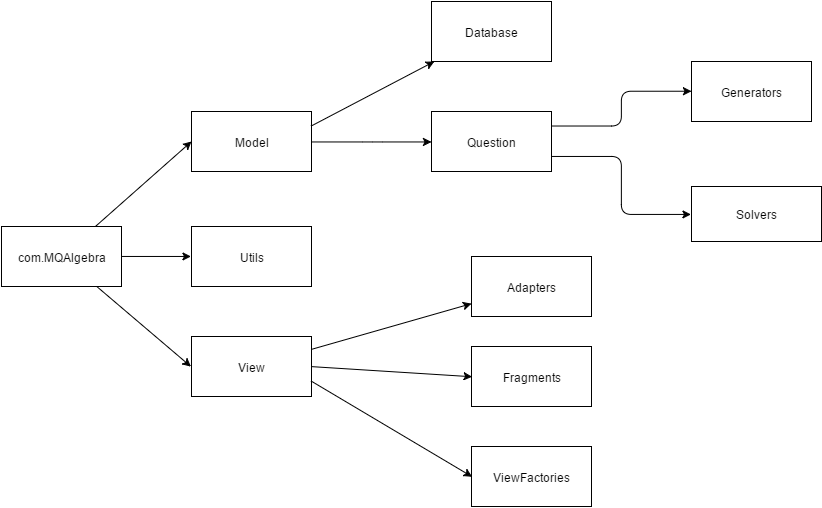 Database
Generators
Model
Question
Solvers
com.MQAlgebra
Utils
Adapters
View
Fragments
ViewFactories